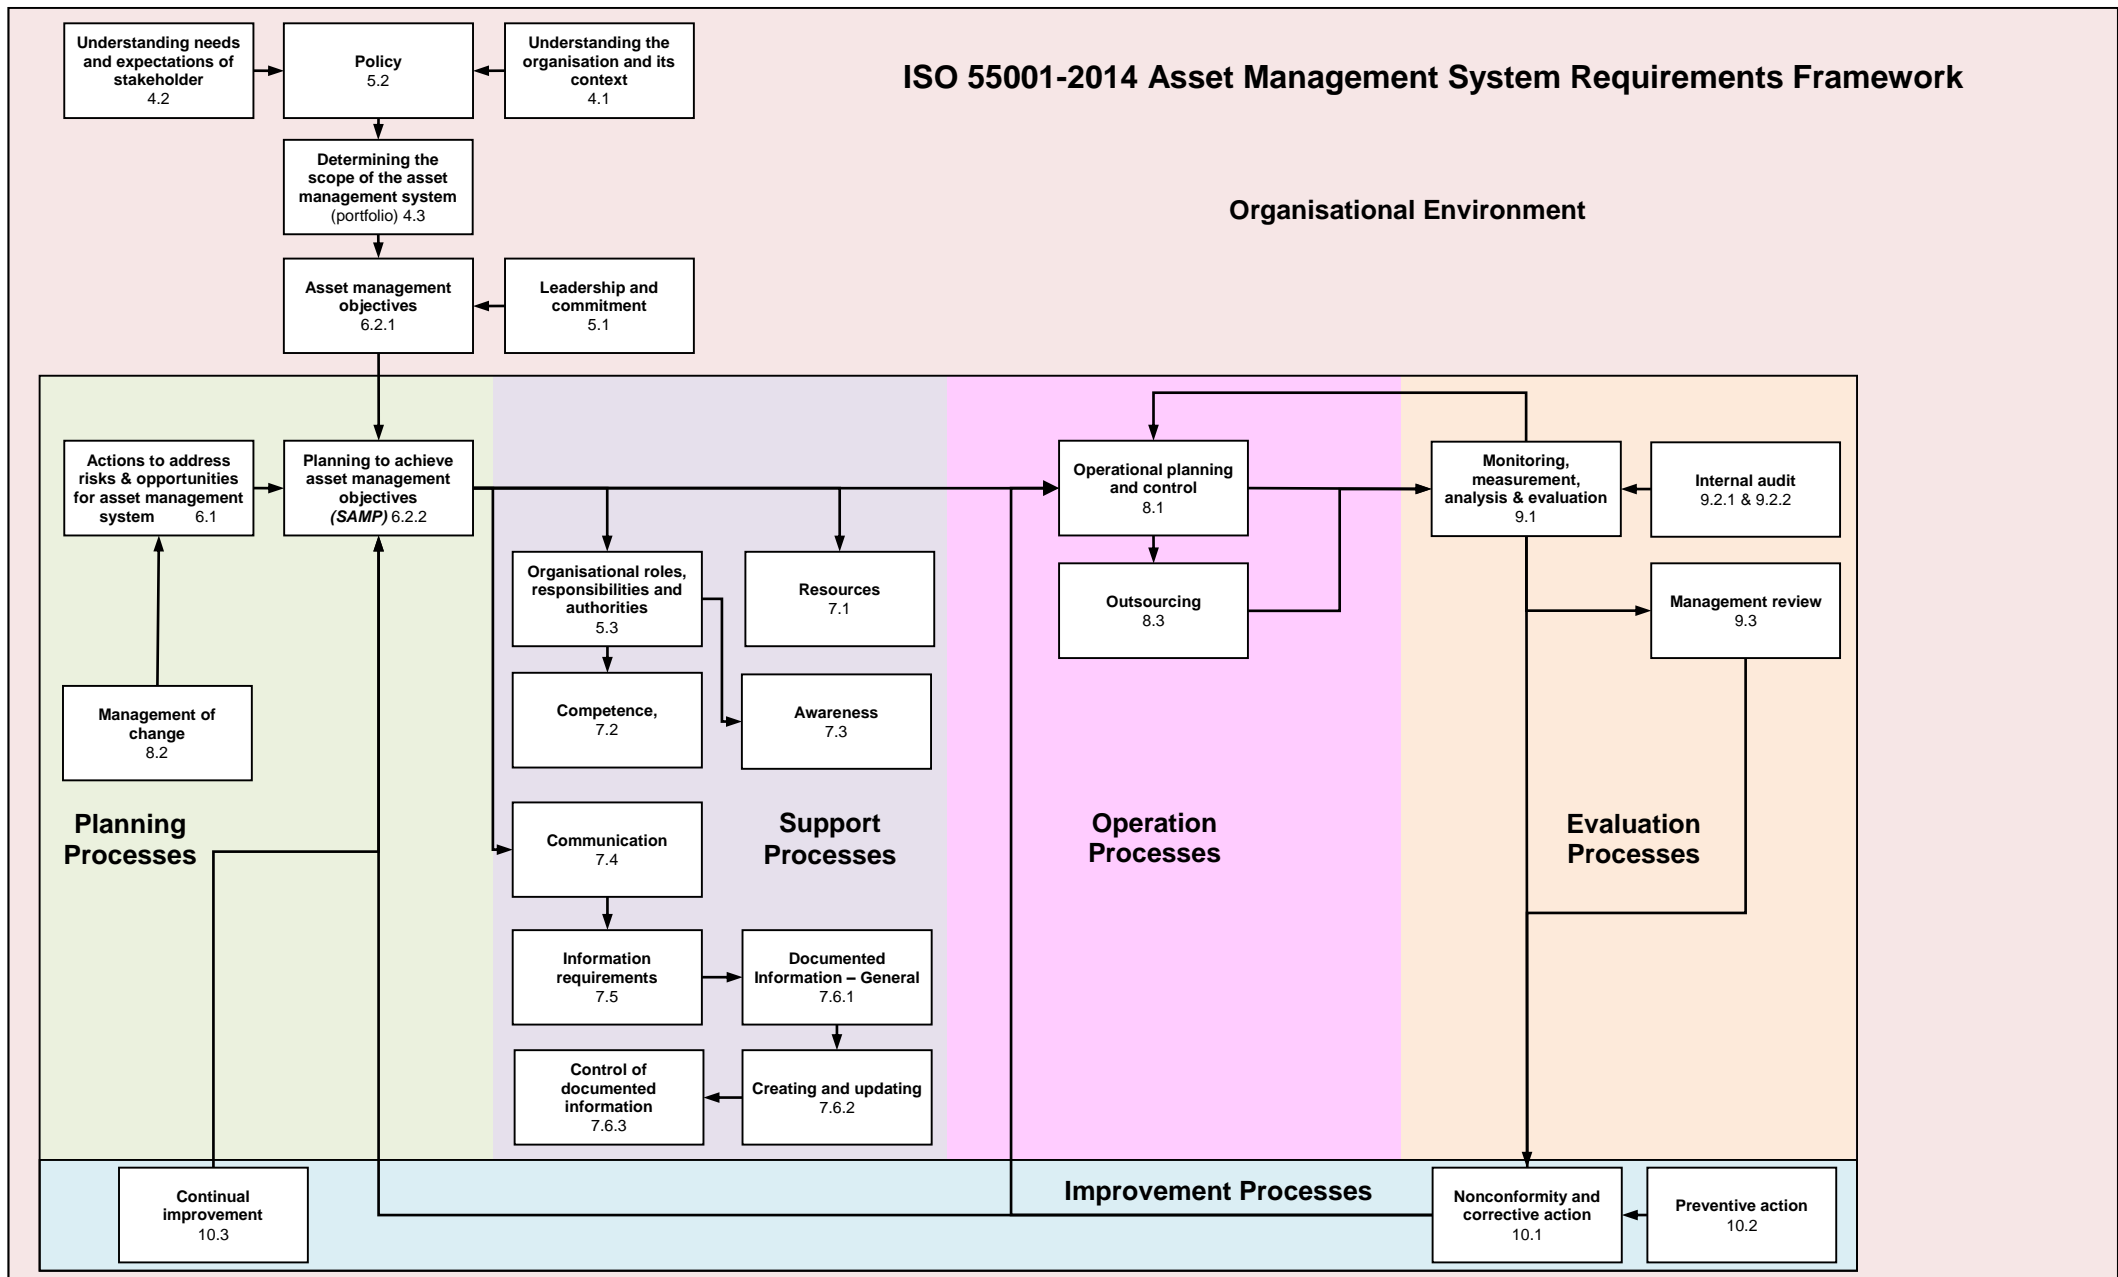 Understanding needs
and expectations of
stakeholder
4.2
Policy
5.2
Understanding the
organisation and its
context
4.1
ISO 55001-2014 Asset Management System Requirements Framework
Determining the
scope of the asset
management system
(portfolio) 4.3
Organisational Environment
Asset management
objectives
6.2.1
Leadership and
commitment
5.1
Actions to address
risks & opportunities
for asset management
system 6.1
Planning to achieve
asset management
objectives
(SAMP) 6.2.2
Management of
change
8.2
Planning
Processes
Organisational roles,
responsibilities and
authorities
5.3
Resources
7.1
Competence,
7.2
Awareness
7.3
Communication
7.4
Support
Processes
Information
requirements
7.5
Documented
Information – General
7.6.1
Control of
documented
information
7.6.3
Creating and updating
7.6.2
Operational planning
and control
8.1
Outsourcing
8.3
Operation
Processes
Monitoring,
measurement,
analysis & evaluation
9.1
Internal audit
9.2.1 & 9.2.2
Management review
9.3
Evaluation
Processes
Continual
improvement
10.3
Improvement Processes
Nonconformity and
corrective action
10.1
Preventive action
10.2